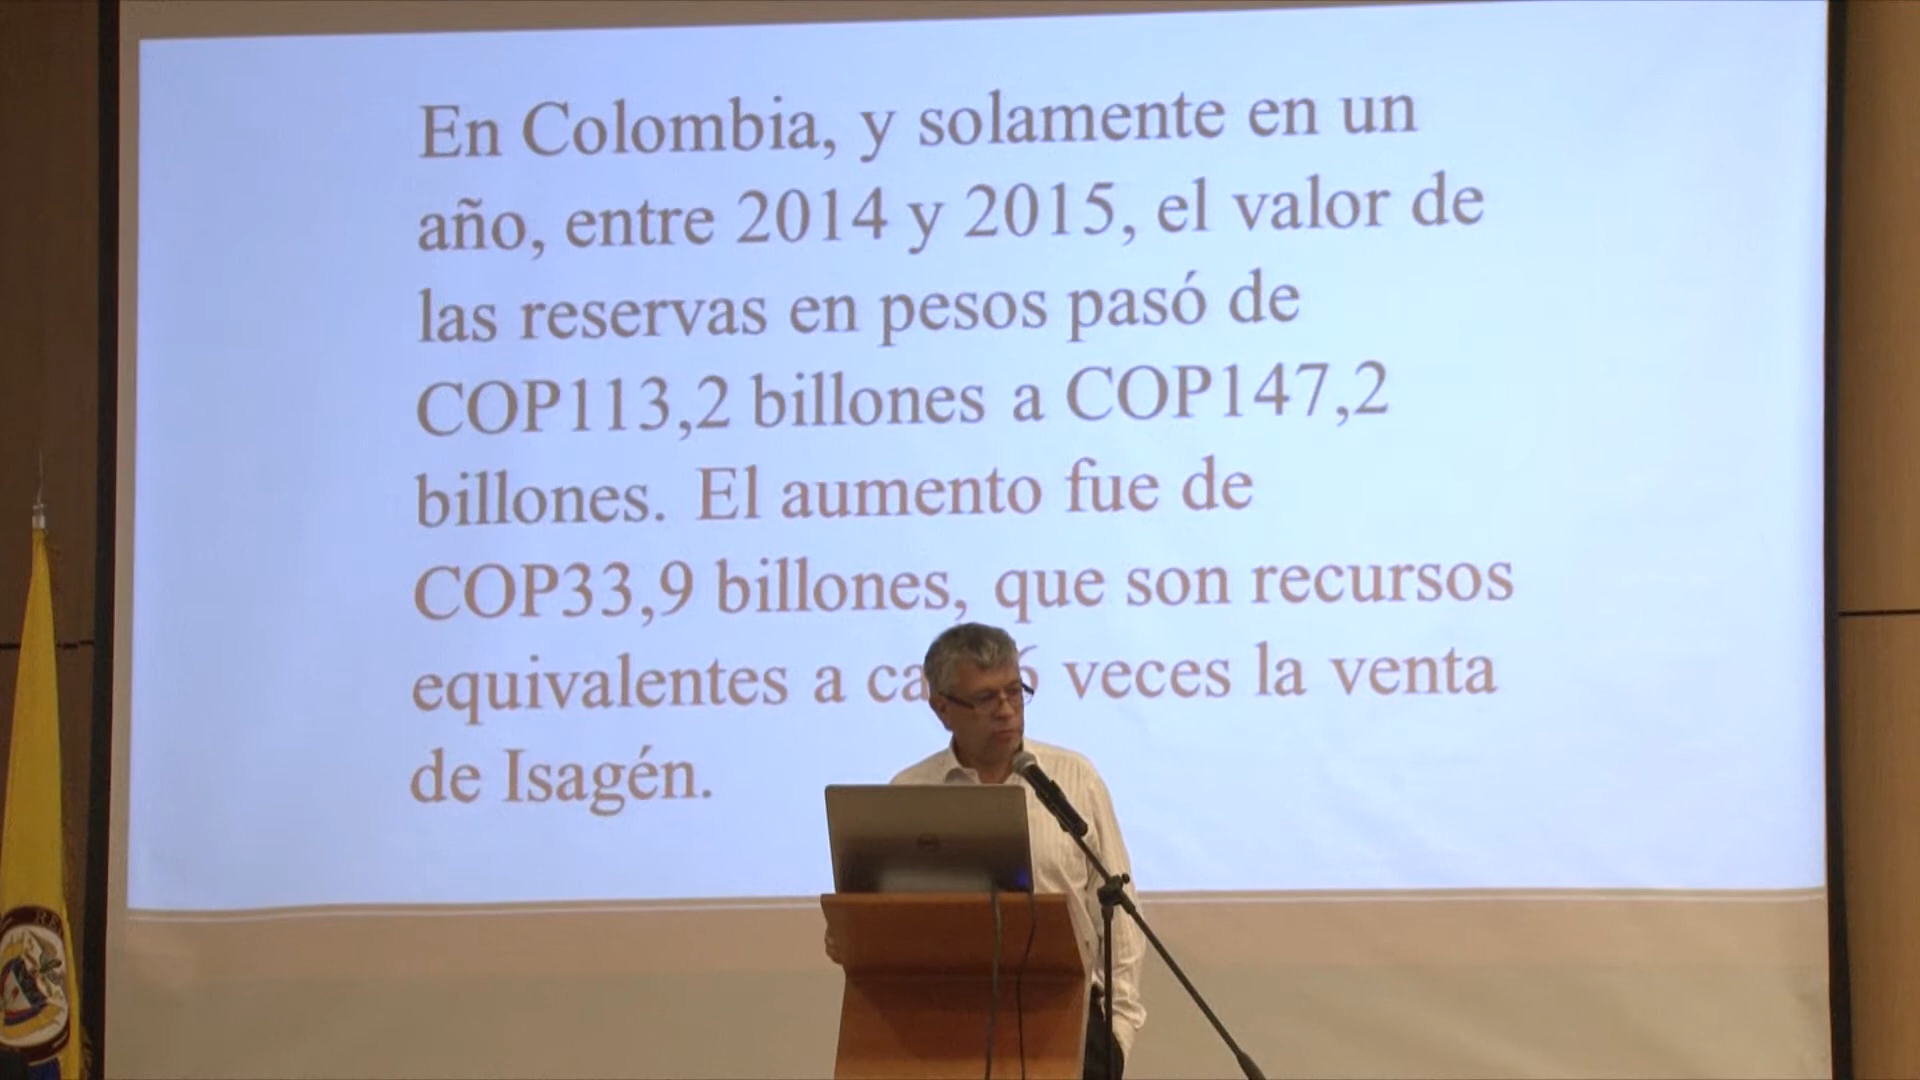 En Colombia, y solamente en un
año, entre 2014 y 2015, el valor de
las reservas en pesos pasó de
COP113,2 billones a COP147,2
billones. El aumento fue de
COP33,9 billones, que son recursos
equivalentes a veces la venta
de Isagén.